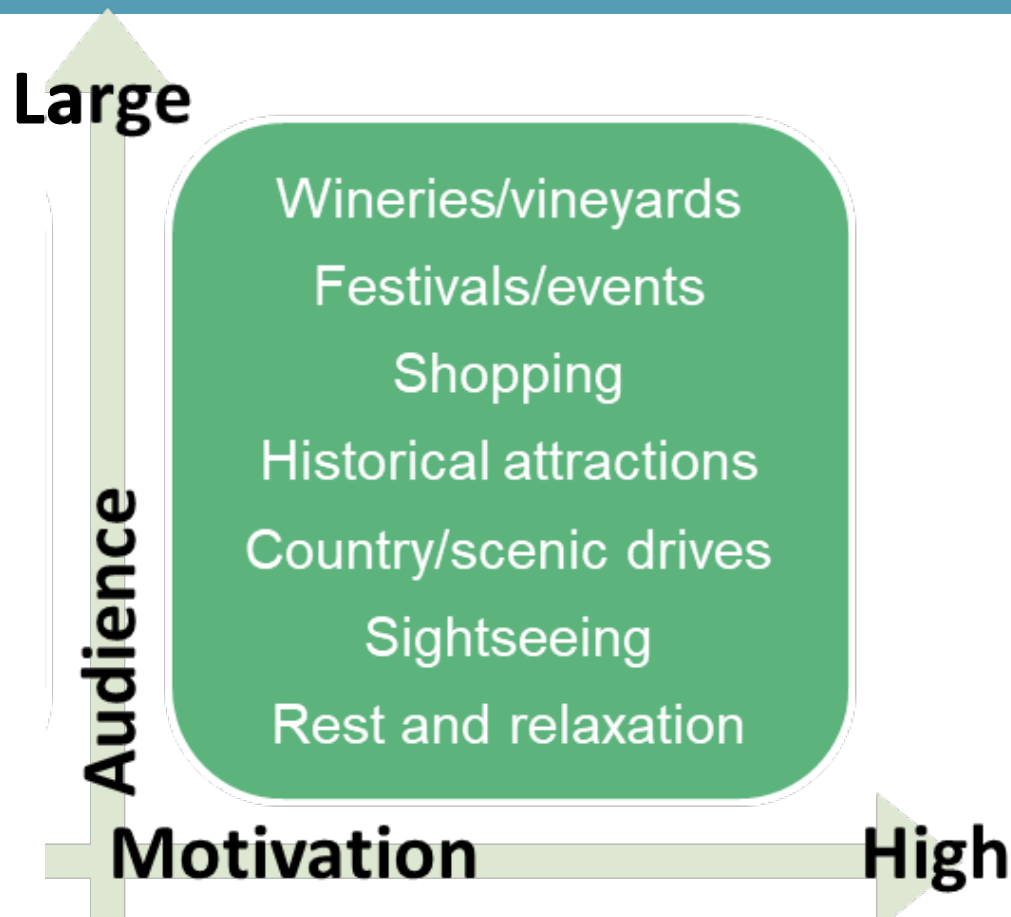 Large
Wineries/vineyards
Festivals/events
Shopping
Historical attractions
Country/scenic drives
Sightseeing
Rest and relaxation
Audience
Motivation
High